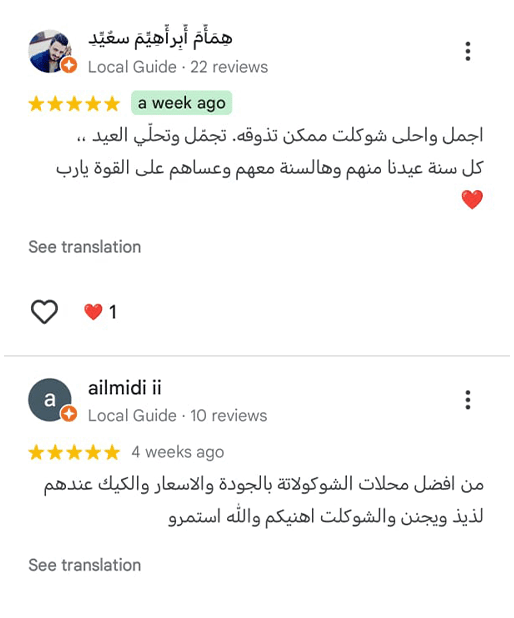 هِمَأَمَ أَبِرأَهِيِّمَ سعٌيِّدِ
Local Guide · 22 reviews
a week ago
اجمل واحلى شوكلت ممكن تذوقه. تجمّل وتحلّي العيد ،،
كل سنة عيدنا منهم وهالسنة معهم وعساهم على القوة يارب
❤️
See translation
❤️ 1
a
ailmidi ii
Local Guide · 10 reviews
4 weeks ago
من افضل محلات الشوكولاتة بالجودة والاسعار والكيك عندهم
لذيذ ويجنن والشوكلت اهنيكم والله استمرو
See translation